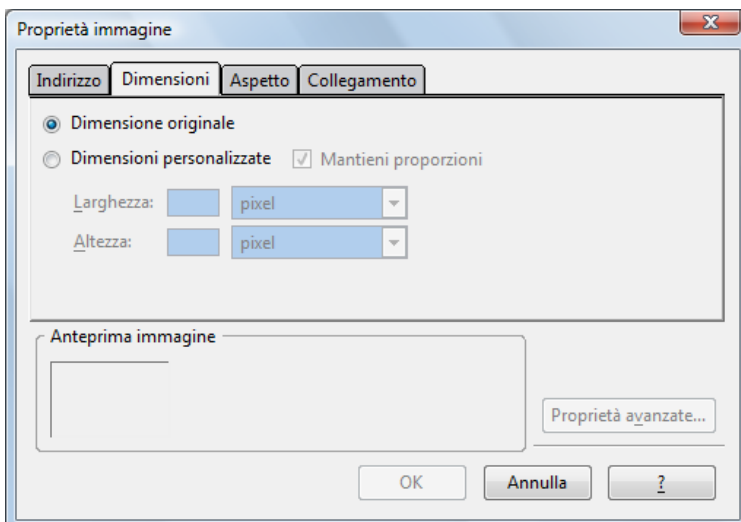 Proprietà immagine
Indirizzo Dimensioni Aspetto Collegamento
Dimensione originale
Dimensioni personalizzate Mantieni proporzioni
Larghezza: pixel
Altezza: pixel
Anteprima immagine
Proprietà avanzate...
OK Annulla ?